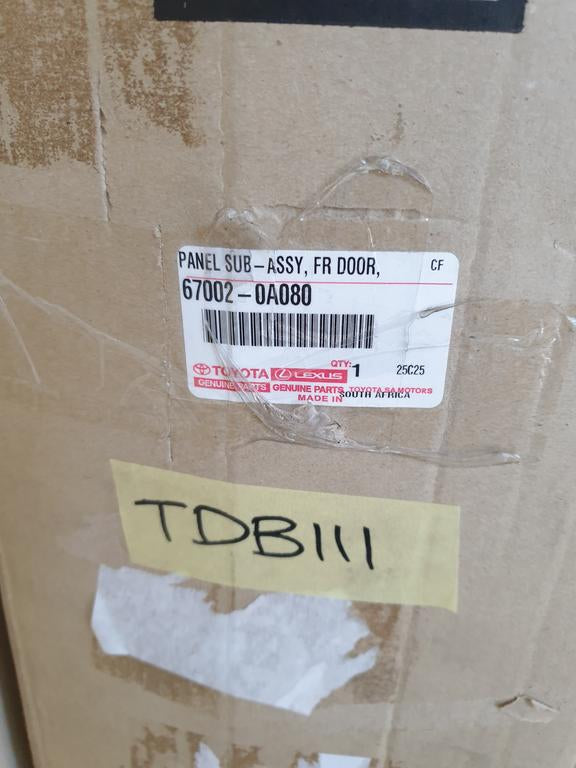 PANEL SUB-ASSY, FR DOOR, CF
67002-0A080
QTY: 1 25C25
TOYOTA LEXUS
GENUINE PARTS GENUINE PARTS TOYOTA SA MOTORS
MADE IN SOUTH AFRICA
TDB111